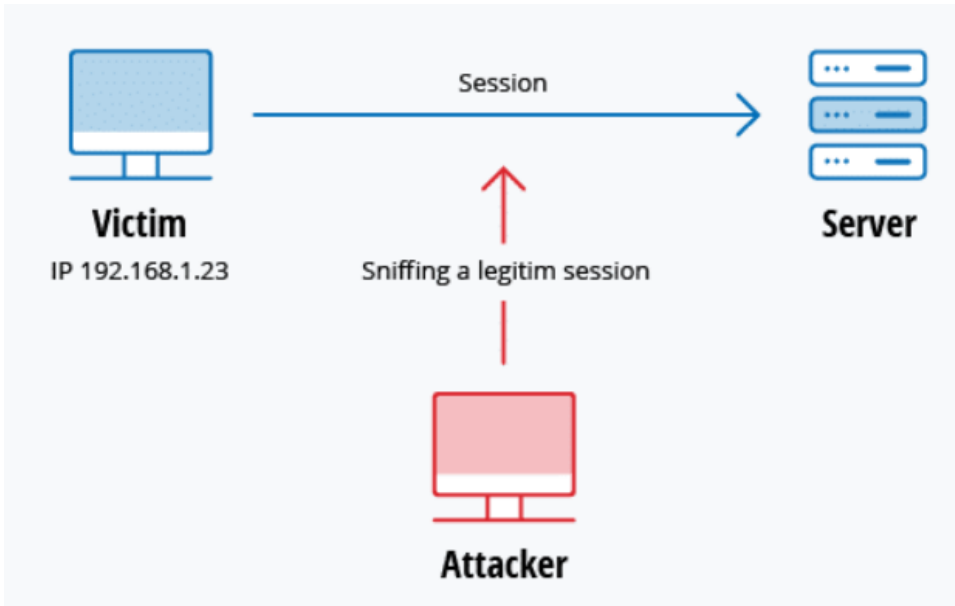 Session
Victim
Server
IP 192.168.1.23
Sniffing a legitim session
Attacker